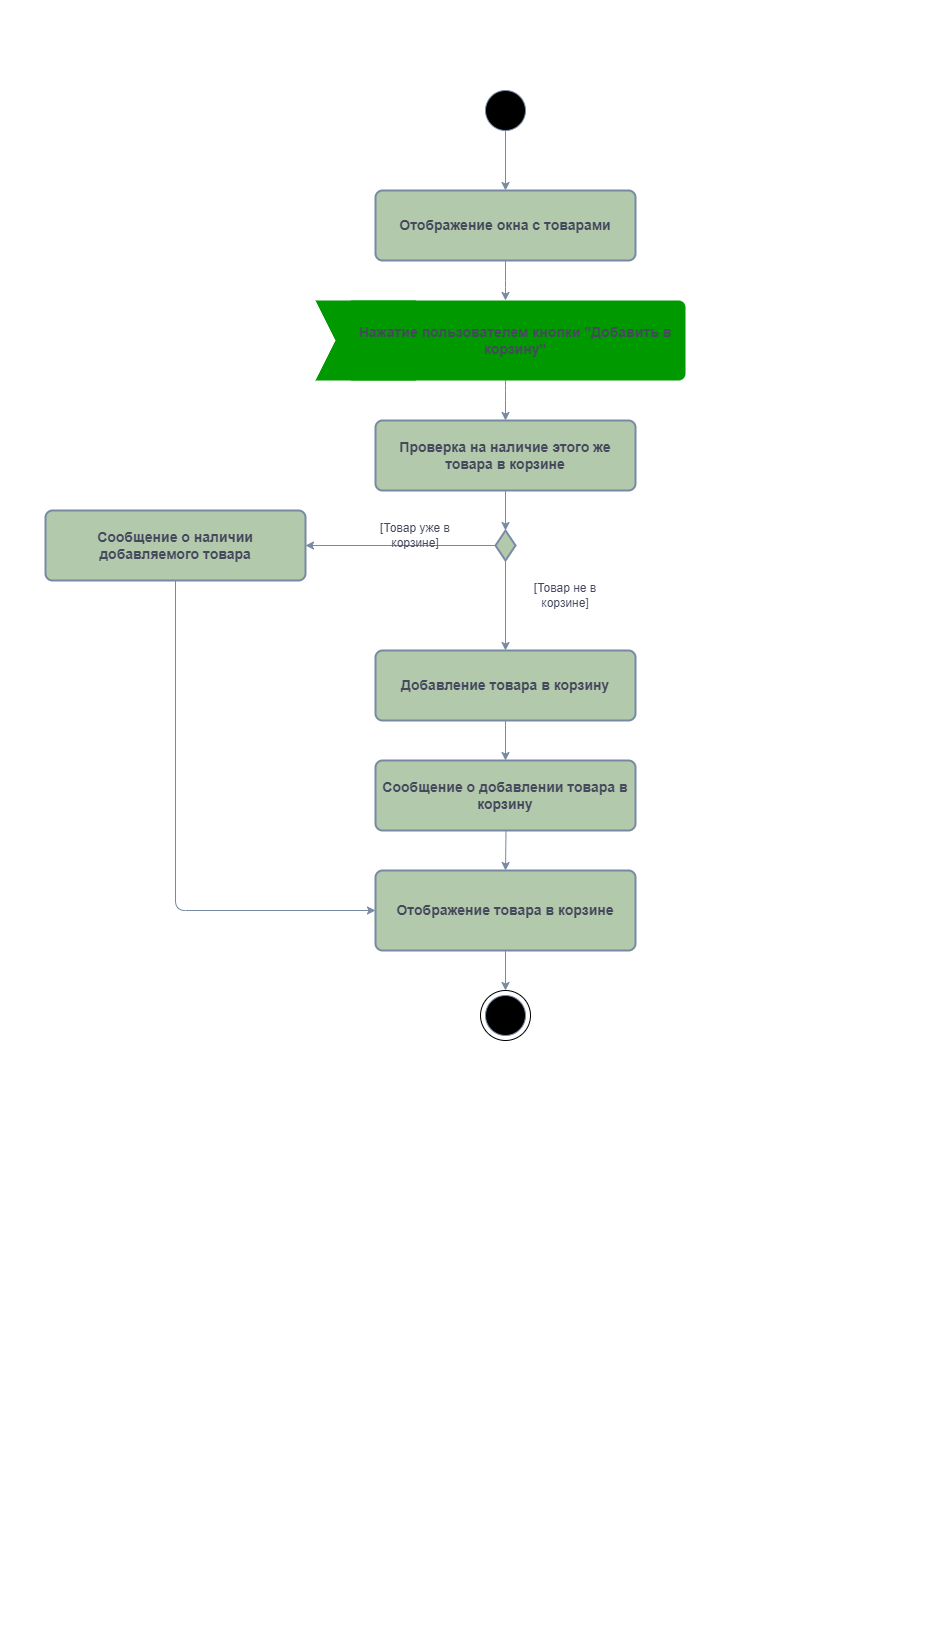 Отображение окна с товарами
Нажатие пользователем кнопки "Добавить в
корзину"
Проверка на наличие этого же
товара в корзине
[Товар уже в
корзине]
Сообщение о наличии
добавляемого товара
[Товар не в
корзине]
Добавление товара в корзину
Сообщение о добавлении товара в
корзину
Отображение товара в корзине